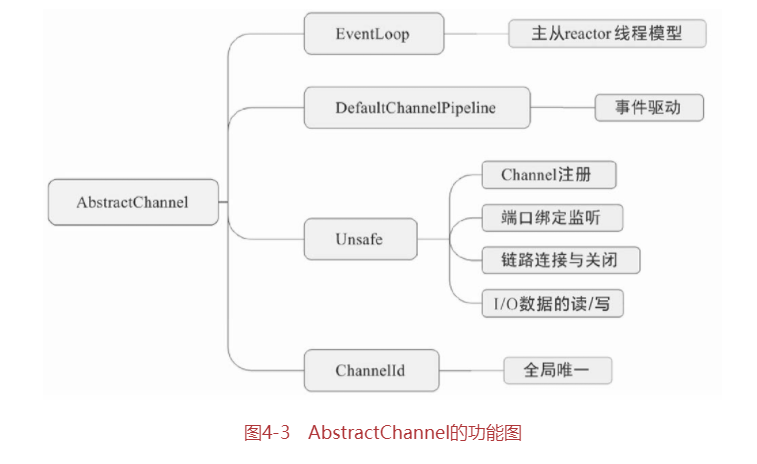 EventLoop
主从reactor 线程模型
DefaultChannelPipeline
事件驱动
AbstractChannel
Channel注册
端口绑定监听
Unsafe
链路连接与关闭
I/O数据的读/写
ChannelId
全局唯一
图4-3 AbstractChannel的功能图